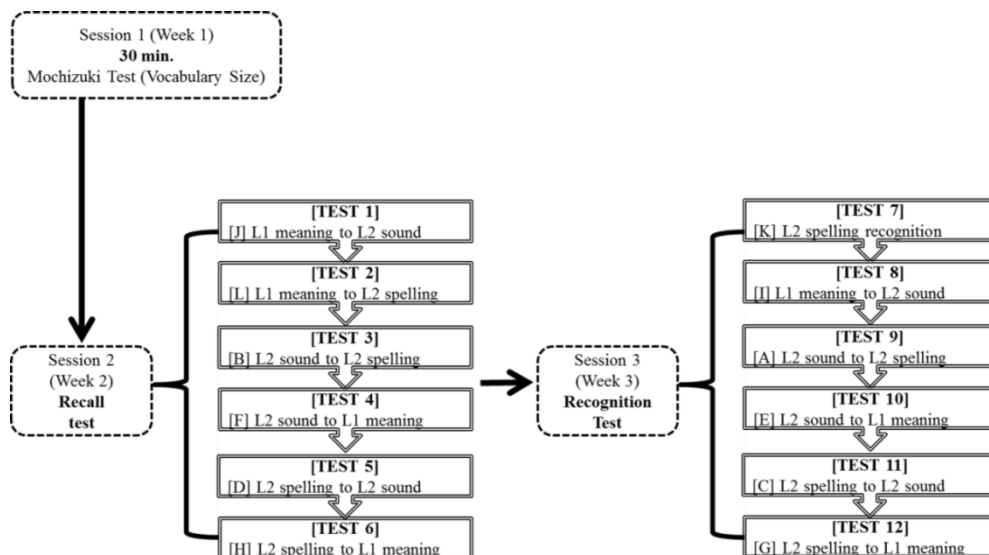 Session 1 (Week 1)
30 min.
Mochizuki Test (Vocabulary Size)
Session 2
(Week 2)
Recall
test
[TEST 1]
[J] L1 meaning to L2 sound
[TEST 2]
[L] L1 meaning to L2 spelling
[TEST 3]
[B] L2 sound to L2 spelling
[TEST 4]
[F] L2 sound to L1 meaning
[TEST 5]
[D] L2 spelling to L2 sound
[TEST 6]
[H] L2 spelling to L1 meaning
Session 3
(Week 3)
Recognition
Test
[TEST 7]
[K] L2 spelling recognition
[TEST 8]
[I] L1 meaning to L2 sound
[TEST 9]
[A] L2 sound to L2 spelling
[TEST 10]
[E] L2 sound to L1 meaning
[TEST 11]
[C] L2 spelling to L2 sound
[TEST 12]
[G] L2 spelling to L1 meaning